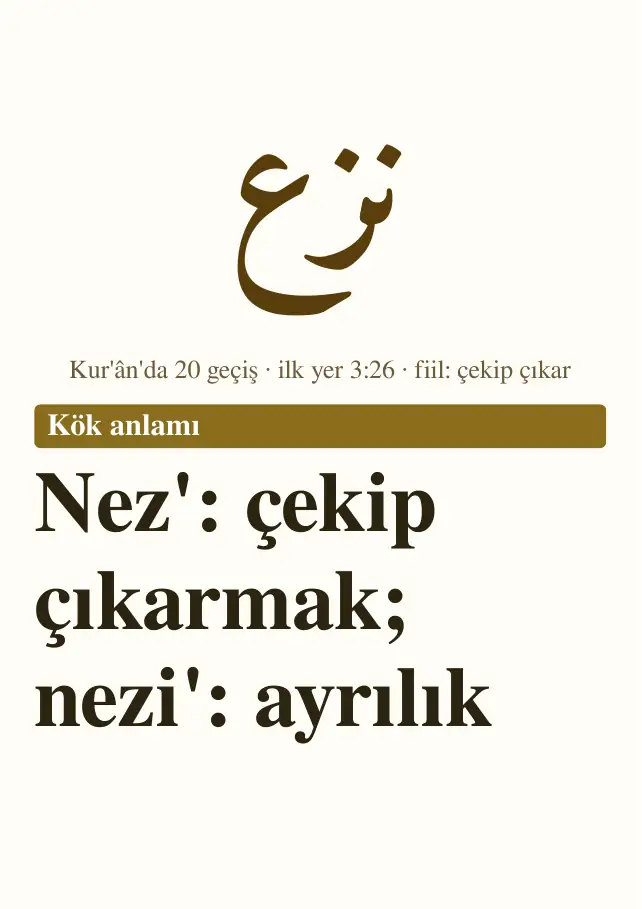 نزع
Kur'ân'da 20 geçiş · ilk yer 3:26 · fiil: çekip çıkar
Kök anlamı
Nez': çekip
çıkarmak;
nezi': ayrılık